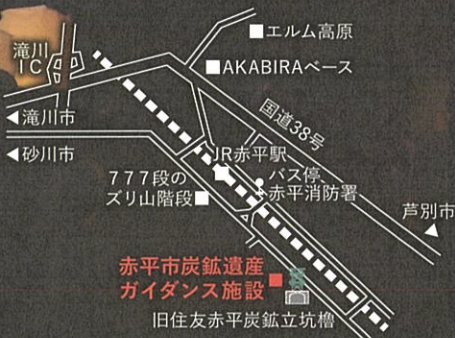 ■エルム高原
滝川
IC
■AKABIRAベース
国道38号
◀滝川市
◀砂川市
JR赤平駅
バス停
赤平消防署
777段の
ズリ山階段■
芦別市
▲
赤平市炭鉱遺産
ガイダンス施設■
旧住友赤平炭鉱立坑櫓